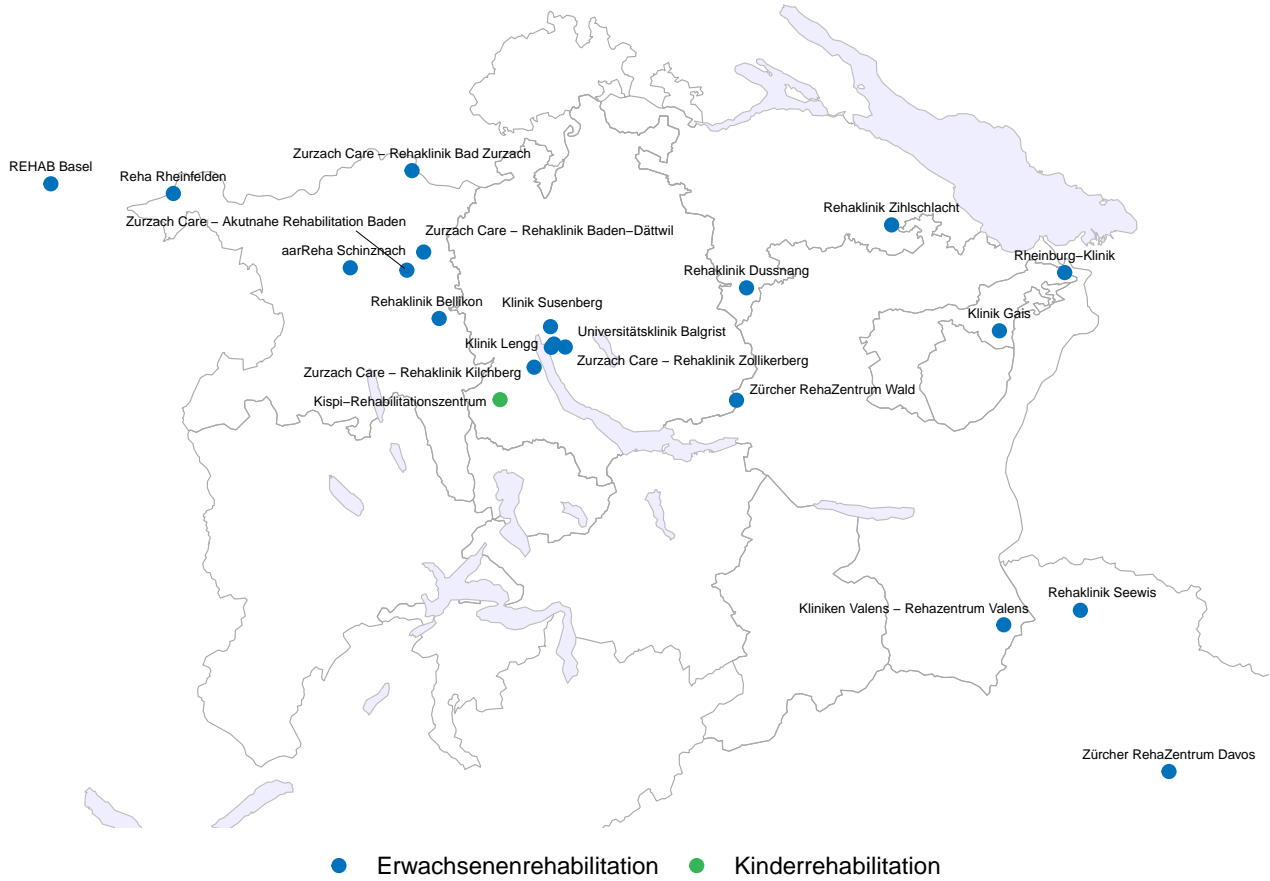 Zurzach Care – Rehaklinik Bad Zurzach
REHAB Basel
Reha Rheinfelden
Rehaklinik Zihlschlacht
Zurzach Care – Akutnahe Rehabilitation Baden
Zurzach Care – Rehaklinik Baden–Dättwil
aarReha Schinznach
Rheinburg–Klinik
Rehaklinik Dussnang
Rehaklinik Bellikon
Klinik Susenberg
Klinik Gais
Universitätsklinik Balgrist
Klinik Lengg
Zurzach Care – Rehaklinik Zollikerberg
Zurzach Care – Rehaklinik Kilchberg
Zürcher RehaZentrum Wald
Kispi–Rehabilitationszentrum
Rehaklinik Seewis
Kliniken Valens – Rehazentrum Valens
Zürcher RehaZentrum Davos
Erwachsenenrehabilitation Kinderrehabilitation